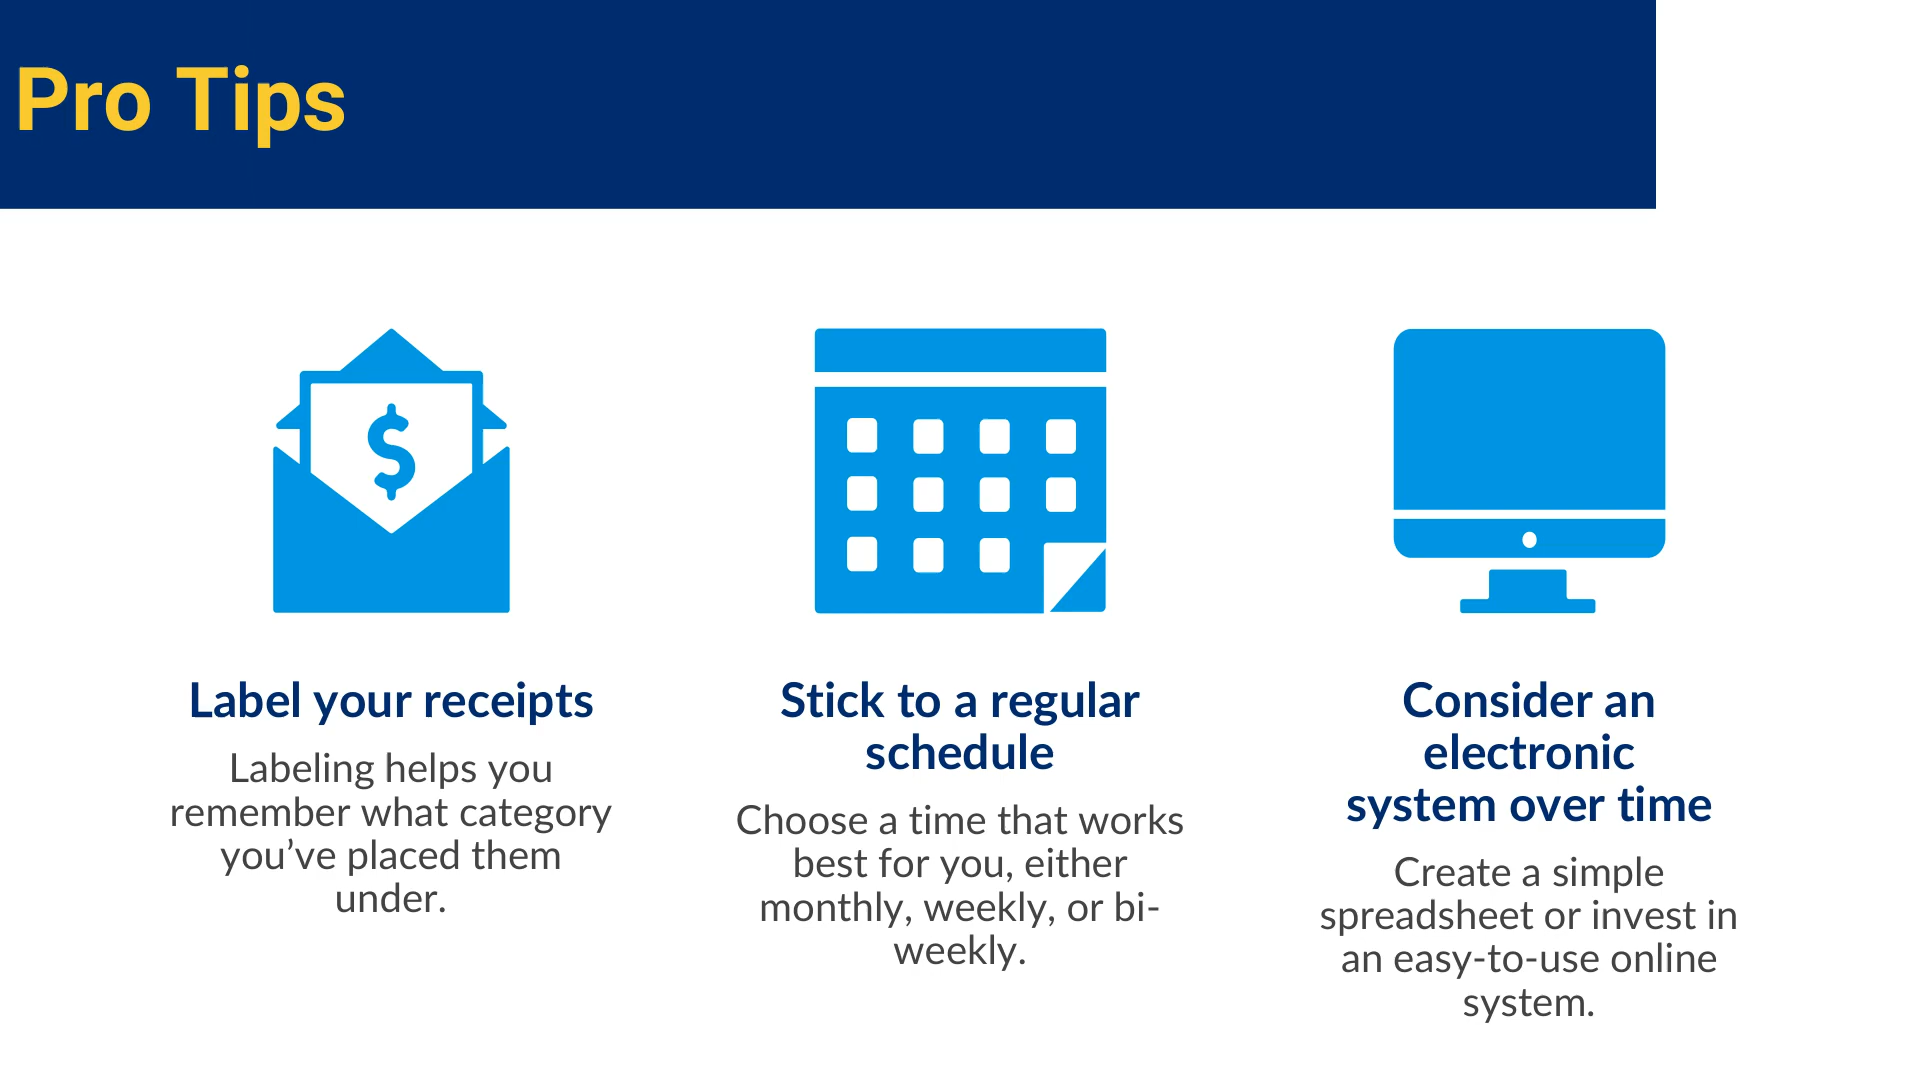 Pro Tips
$
Label your receipts
Labeling helps you
remember what category
you’ve placed them
under.
Stick to a regular
schedule
Choose a time that works
best for you, either
monthly, weekly, or bi-
weekly.
Consider an
electronic
system over time
Create a simple
spreadsheet or invest in
an easy-to-use online
system.